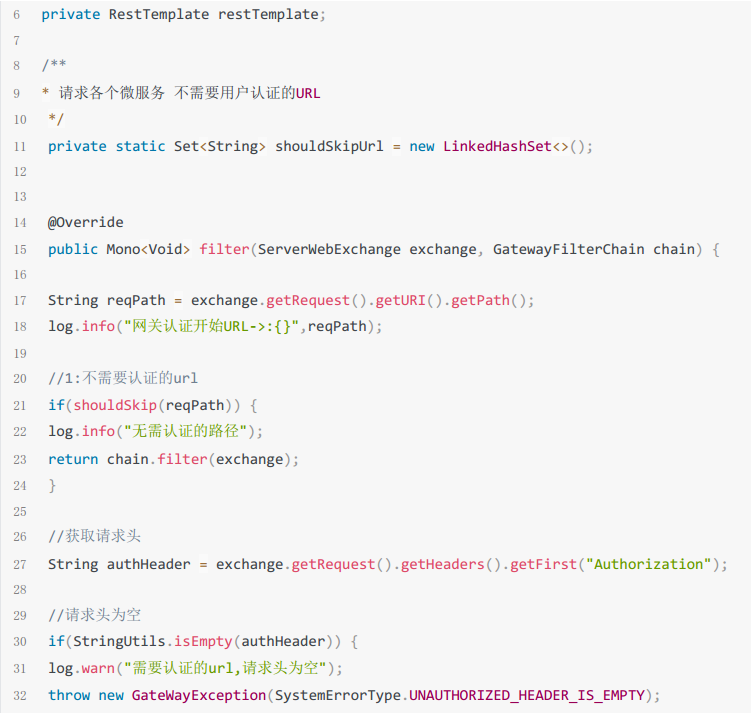 6 private RestTemplate restTemplate;
7
8 /**
9 * 请求各个微服务 不需要用户认证的URL
10 */
11 private static Set<String> shouldSkipUrl = new LinkedHashSet<>();
12
13
14 @Override
15 public Mono<Void> filter(ServerWebExchange exchange, GatewayFilterChain chain) {
16
17 String reqPath = exchange.getRequest().getURI().getPath();
18 log.info("网关认证开始URL->:{}",reqPath);
19
20 //1:不需要认证的url
21 if(shouldSkip(reqPath)) {
22 log.info("无需认证的路径");
23 return chain.filter(exchange);
24 }
25
26 //获取请求头
27 String authHeader = exchange.getRequest().getHeaders().getFirst("Authorization");
28
29 //请求头为空
30 if(StringUtils.isEmpty(authHeader)) {
31 log.warn("需要认证的url,请求头为空");
32 throw new GateWayException(SystemErrorType.UNAUTHORIZED_HEADER_IS_EMPTY);